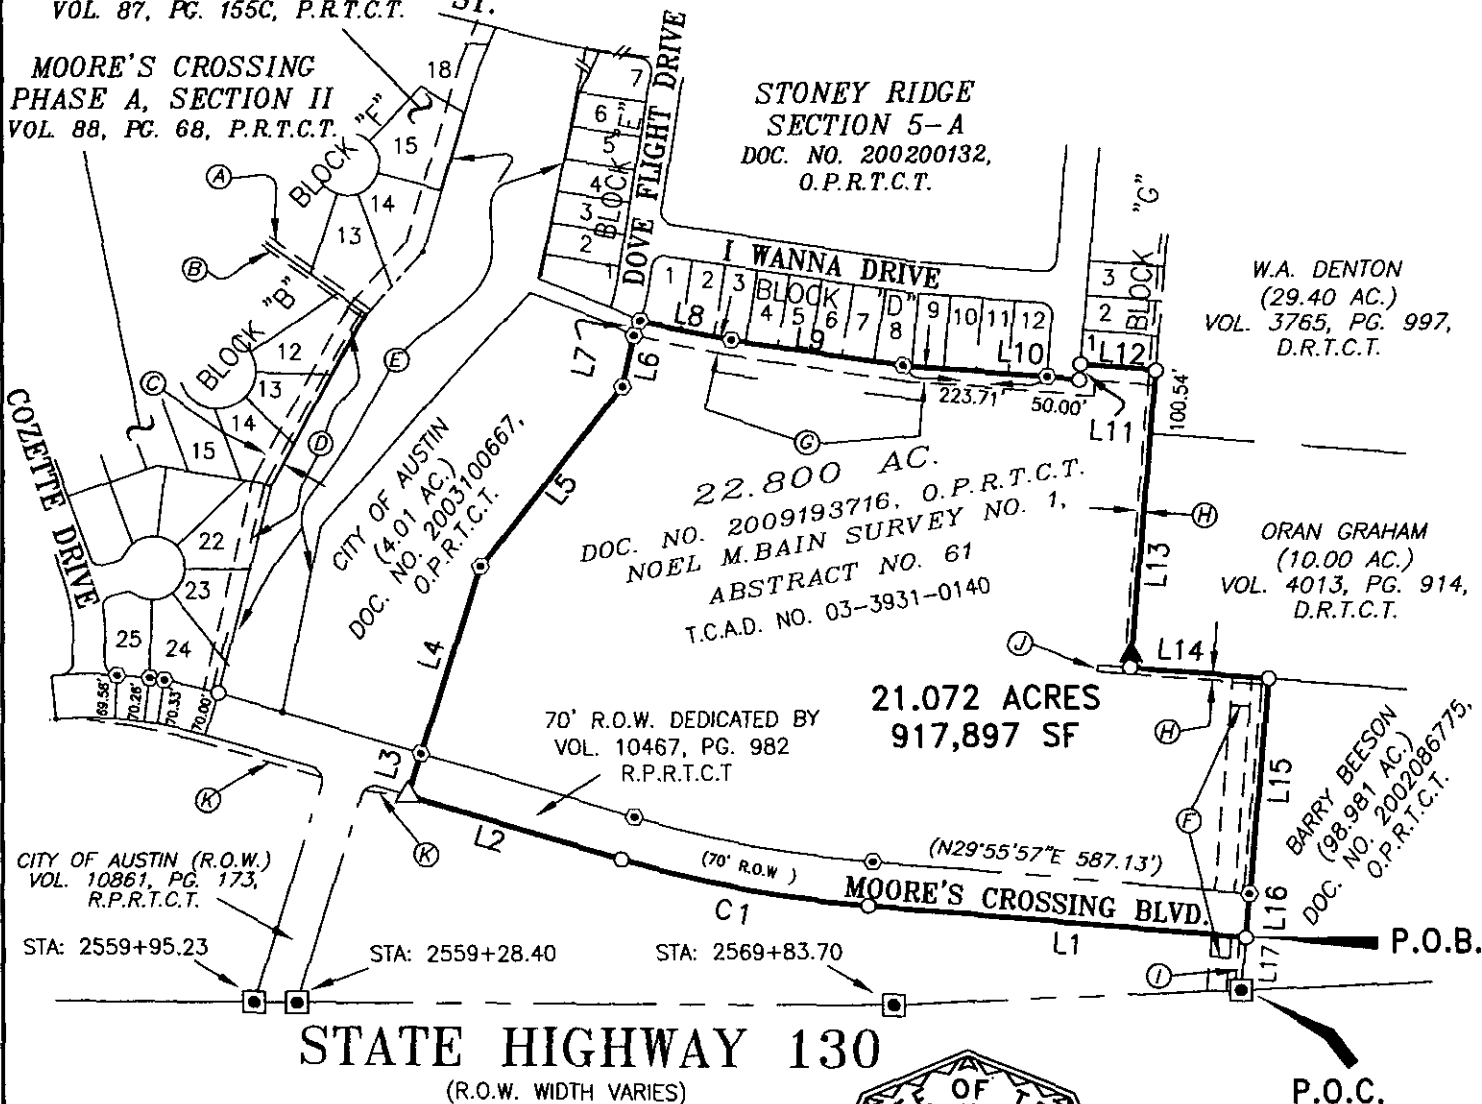 VOL. 87, PG. 155C, P.R.T.C.T.
ST.
MOORE'S CROSSING
PHASE A, SECTION II
VOL. 88, PG. 68, P.R.T.C.T.
STONEY RIDGE
SECTION 5-A
DOC. NO. 200200132,
O.P.R.T.C.T.
DOVE FLIGHT DRIVE
BLOCK "E"
7
6
5
4
3
2
1
18
BLOCK "F"
15
14
13
A
B
BLOCK "B"
12
13
14
15
C
D
E
I WANNA DRIVE
1 2 3 BLOCK "D"
4 5 6 7 8 9 10 11 12
L8
L9
L10
L7
L6
BLOCK "G"
3
2
1
L12
W.A. DENTON
(29.40 AC.)
VOL. 3765, PG. 997,
D.R.T.C.T.
223.71'
50.00'
L11
100.54'
G
COZETTE DRIVE
22
23
24
25
CITY OF AUSTIN
(4.01 AC.)
DOC. NO. 2003100667,
O.P.R.T.C.T.
L5
L4
L3
22.800 AC.
DOC. NO. 2009193716, O.P.R.T.C.T.
NOEL M.BAIN SURVEY NO. 1,
ABSTRACT NO. 61
T.C.A.D. NO. 03-3931-0140
H
L13
ORAN GRAHAM
(10.00 AC.)
VOL. 4013, PG. 914,
D.R.T.C.T.
J
L14
69.58'
70.28'
70.33'
70.00'
70' R.O.W. DEDICATED BY
VOL. 10467, PG. 982
R.P.R.T.C.T
21.072 ACRES
917,897 SF
H
L15
BARRY BEESON
(98.981 AC.)
DOC. NO. 2002086775,
O.P.R.T.C.T.
F
K
K
L2
(70' R.O.W )
(N29°55'57"E 587.13')
MOORE'S CROSSING BLVD.
C1
L1
L16
L17
P.O.B.
CITY OF AUSTIN (R.O.W.)
VOL. 10861, PG. 173,
R.P.R.T.C.T.
STA: 2559+95.23
STA: 2559+28.40
STA: 2569+83.70
I
STATE HIGHWAY 130
(R.O.W. WIDTH VARIES)
OF
P.O.C.